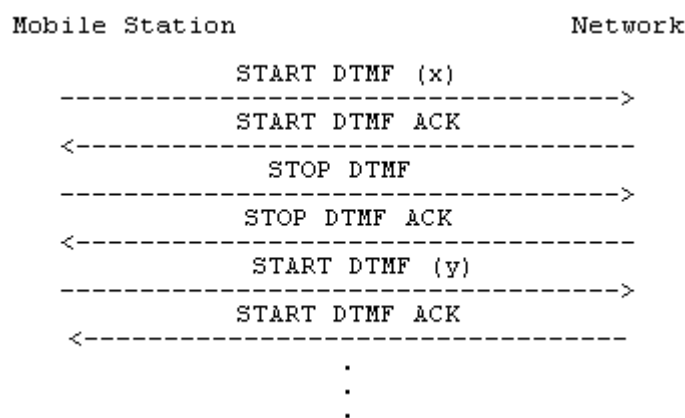 Mobile Station Network
START DTMF (x)
START DTMF ACK
STOP DTMF
STOP DTMF ACK
START DTMF (y)
START DTMF ACK
.
.
.